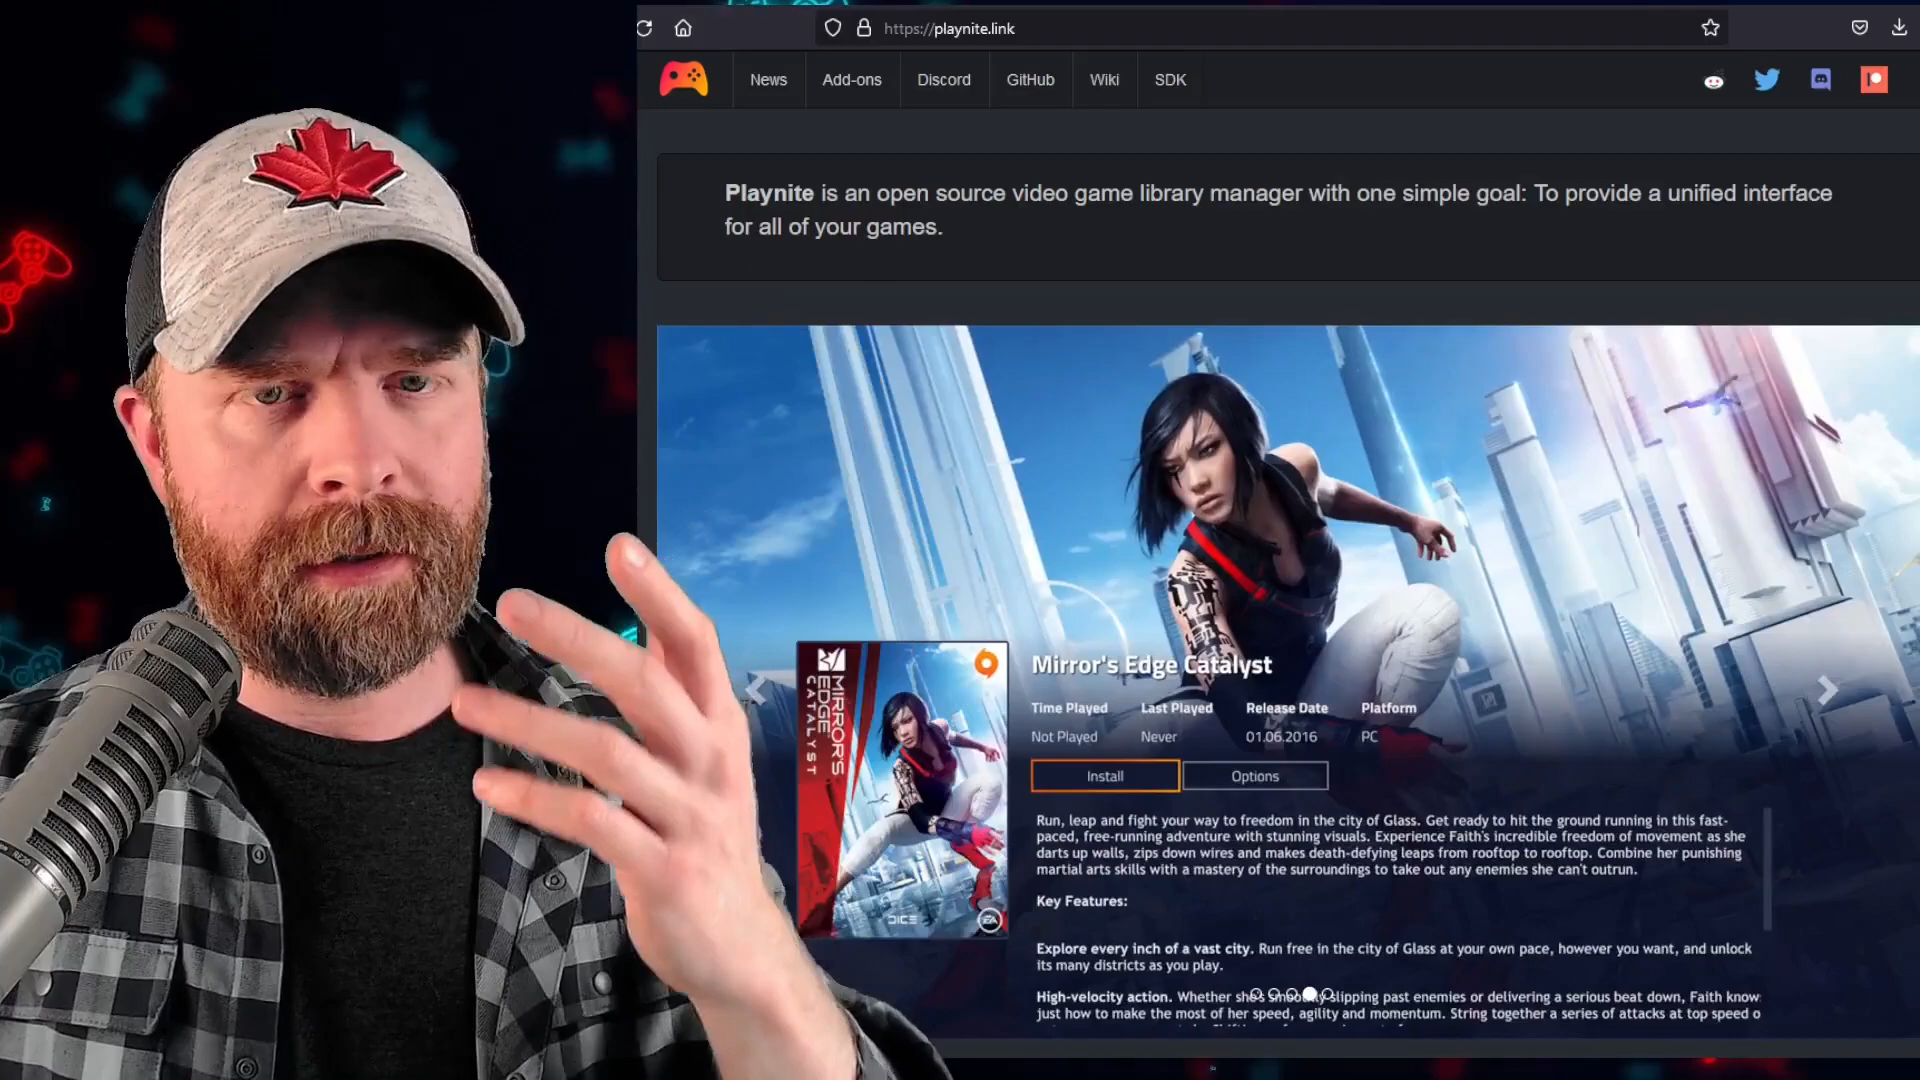 https://playnite.link
News Add-ons Discord GitHub Wiki SDK
Playnite is an open source video game library manager with one simple goal: To provide a unified interface
for all of your games.
MIRROR'S
EDGE
CATALYST
DICE
EA
Mirror's Edge Catalyst
Time Played Last Played Release Date Platform
Not Played Never 01.06.2016 PC
Install Options
Run, leap and fight your way to freedom in the city of Glass. Get ready to hit the ground running in this fast-
paced, free-running adventure with stunning visuals. Experience Faith's incredible freedom of movement as she
darts up walls, zips down wires and makes death-defying leaps from rooftop to rooftop. Combine her punishing
martial arts skills with a mastery of the surroundings to take out any enemies she can't outrun.
Key Features:
Explore every inch of a vast city. Run free in the city of Glass at your own pace, however you want, and unlock
its many districts as you play.
High-velocity action. Whether she's smoothly slipping past enemies or delivering a serious beat down, Faith know
just how to make the most of her speed, agility and momentum. String together a series of attacks at top speed o
RE20